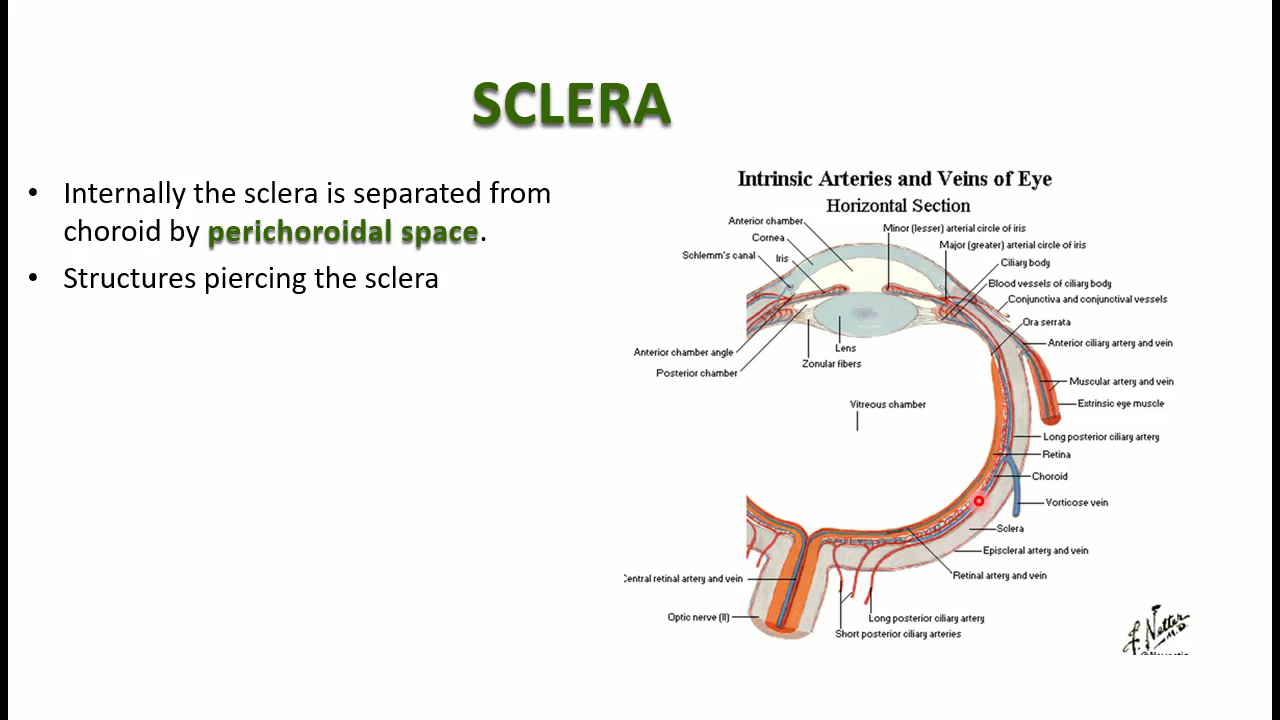 SCLERA
• Internally the sclera is separated from
choroid by perichoroidal space.
• Structures piercing the sclera
Intrinsic Arteries and Veins of Eye
Horizontal Section
Anterior chamber
Minor (lesser) arterial circle of iris
Cornea
Major (greater) arterial circle of iris
Schlemm's canal
Iris
Ciliary body
Blood vessels of ciliary body
Conjunctiva and conjunctival vessels
Ora serrata
Anterior ciliary artery and vein
Lens
Anterior chamber angle
Zonular fibers
Posterior chamber
Muscular artery and vein
Extrinsic eye muscle
Vitreous chamber
Long posterior ciliary artery
Retina
Choroid
Vorticose vein
Sclera
Episcleral artery and vein
Retinal artery and vein
Central retinal artery and vein
Optic nerve (II)
Long posterior ciliary artery
Short posterior ciliary arteries
F. Netter
M.D.